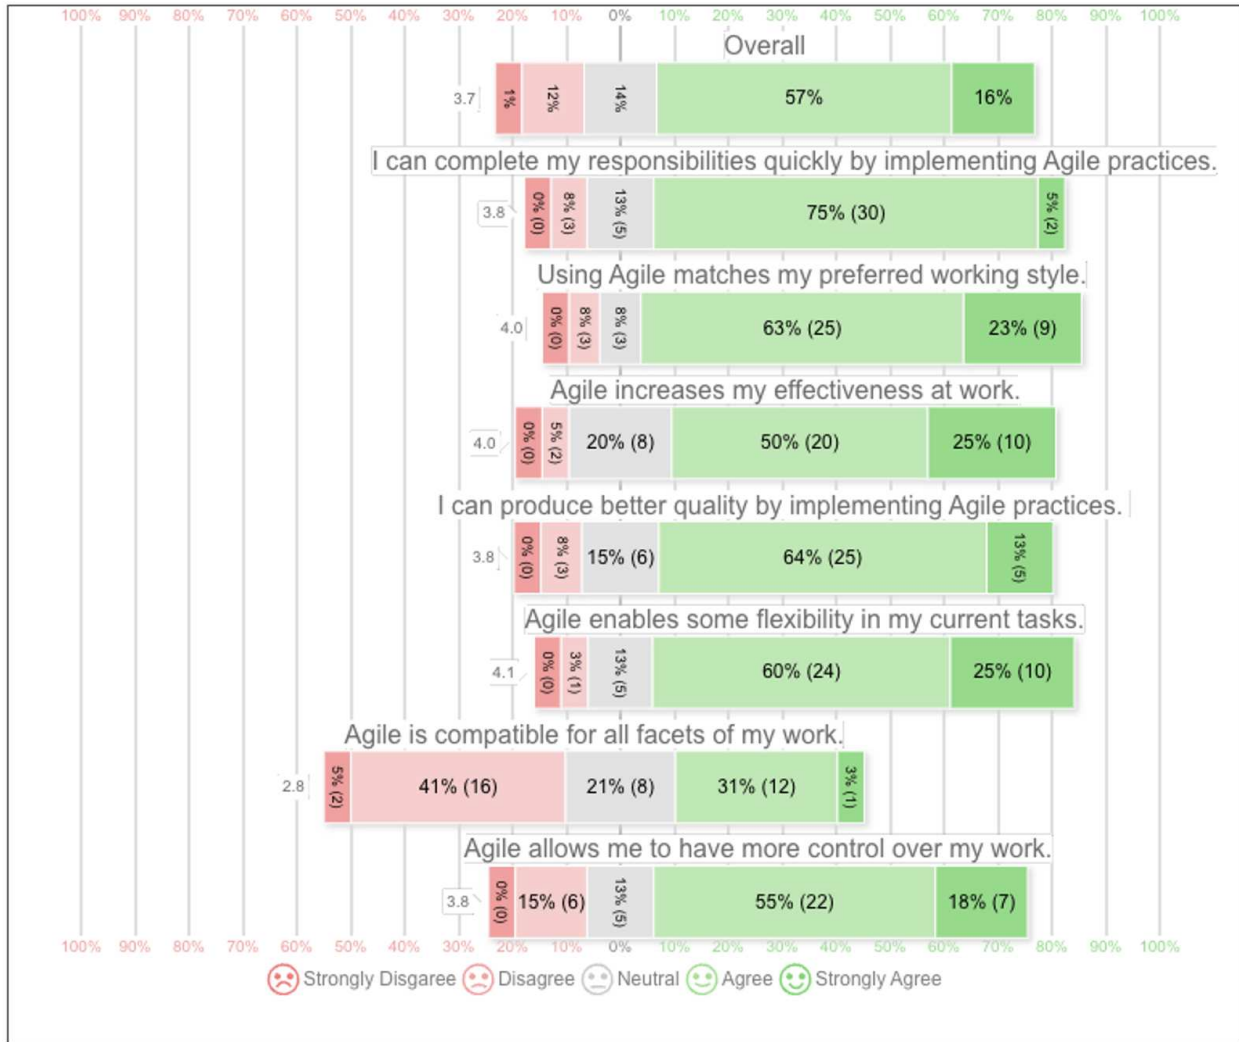 100% 90% 80% 70% 60% 50% 40% 30% 20% 10% 0% 10% 20% 30% 40% 50% 60% 70% 80% 90% 100%
Overall
3.7 1% 12% 14% 57% 16%
I can complete my responsibilities quickly by implementing Agile practices.
3.8 0% (0) 8% (3) 13% (5) 75% (30) 5% (2)
Using Agile matches my preferred working style.
4.0 0% (0) 8% (3) 8% (3) 63% (25) 23% (9)
Agile increases my effectiveness at work.
4.0 0% (0) 5% (2) 20% (8) 50% (20) 25% (10)
I can produce better quality by implementing Agile practices.
3.8 0% (0) 8% (3) 15% (6) 64% (25) 13% (5)
Agile enables some flexibility in my current tasks.
4.1 0% (0) 3% (1) 13% (5) 60% (24) 25% (10)
Agile is compatible for all facets of my work.
2.8 5% (2) 41% (16) 21% (8) 31% (12) 3% (1)
Agile allows me to have more control over my work.
3.8 0% (0) 15% (6) 13% (5) 55% (22) 18% (7)
100% 90% 80% 70% 60% 50% 40% 30% 20% 10% 0% 10% 20% 30% 40% 50% 60% 70% 80% 90% 100%
Strongly Disgaree Disagree Neutral Agree Strongly Agree